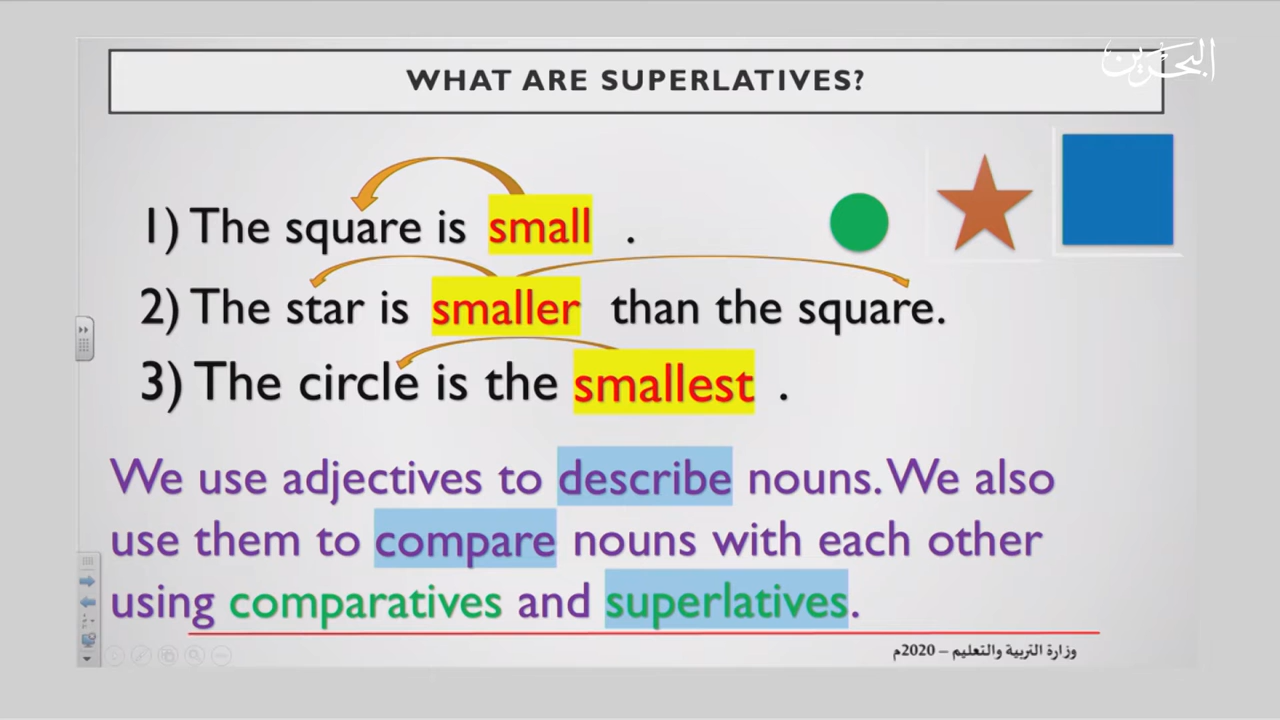 البحرين
WHAT ARE SUPERLATIVES?
1) The square is small .
2) The star is smaller than the square.
3) The circle is the smallest .
We use adjectives to describe nouns. We also
use them to compare nouns with each other
using comparatives and superlatives.
وزارة التربية والتعليم – 2020م